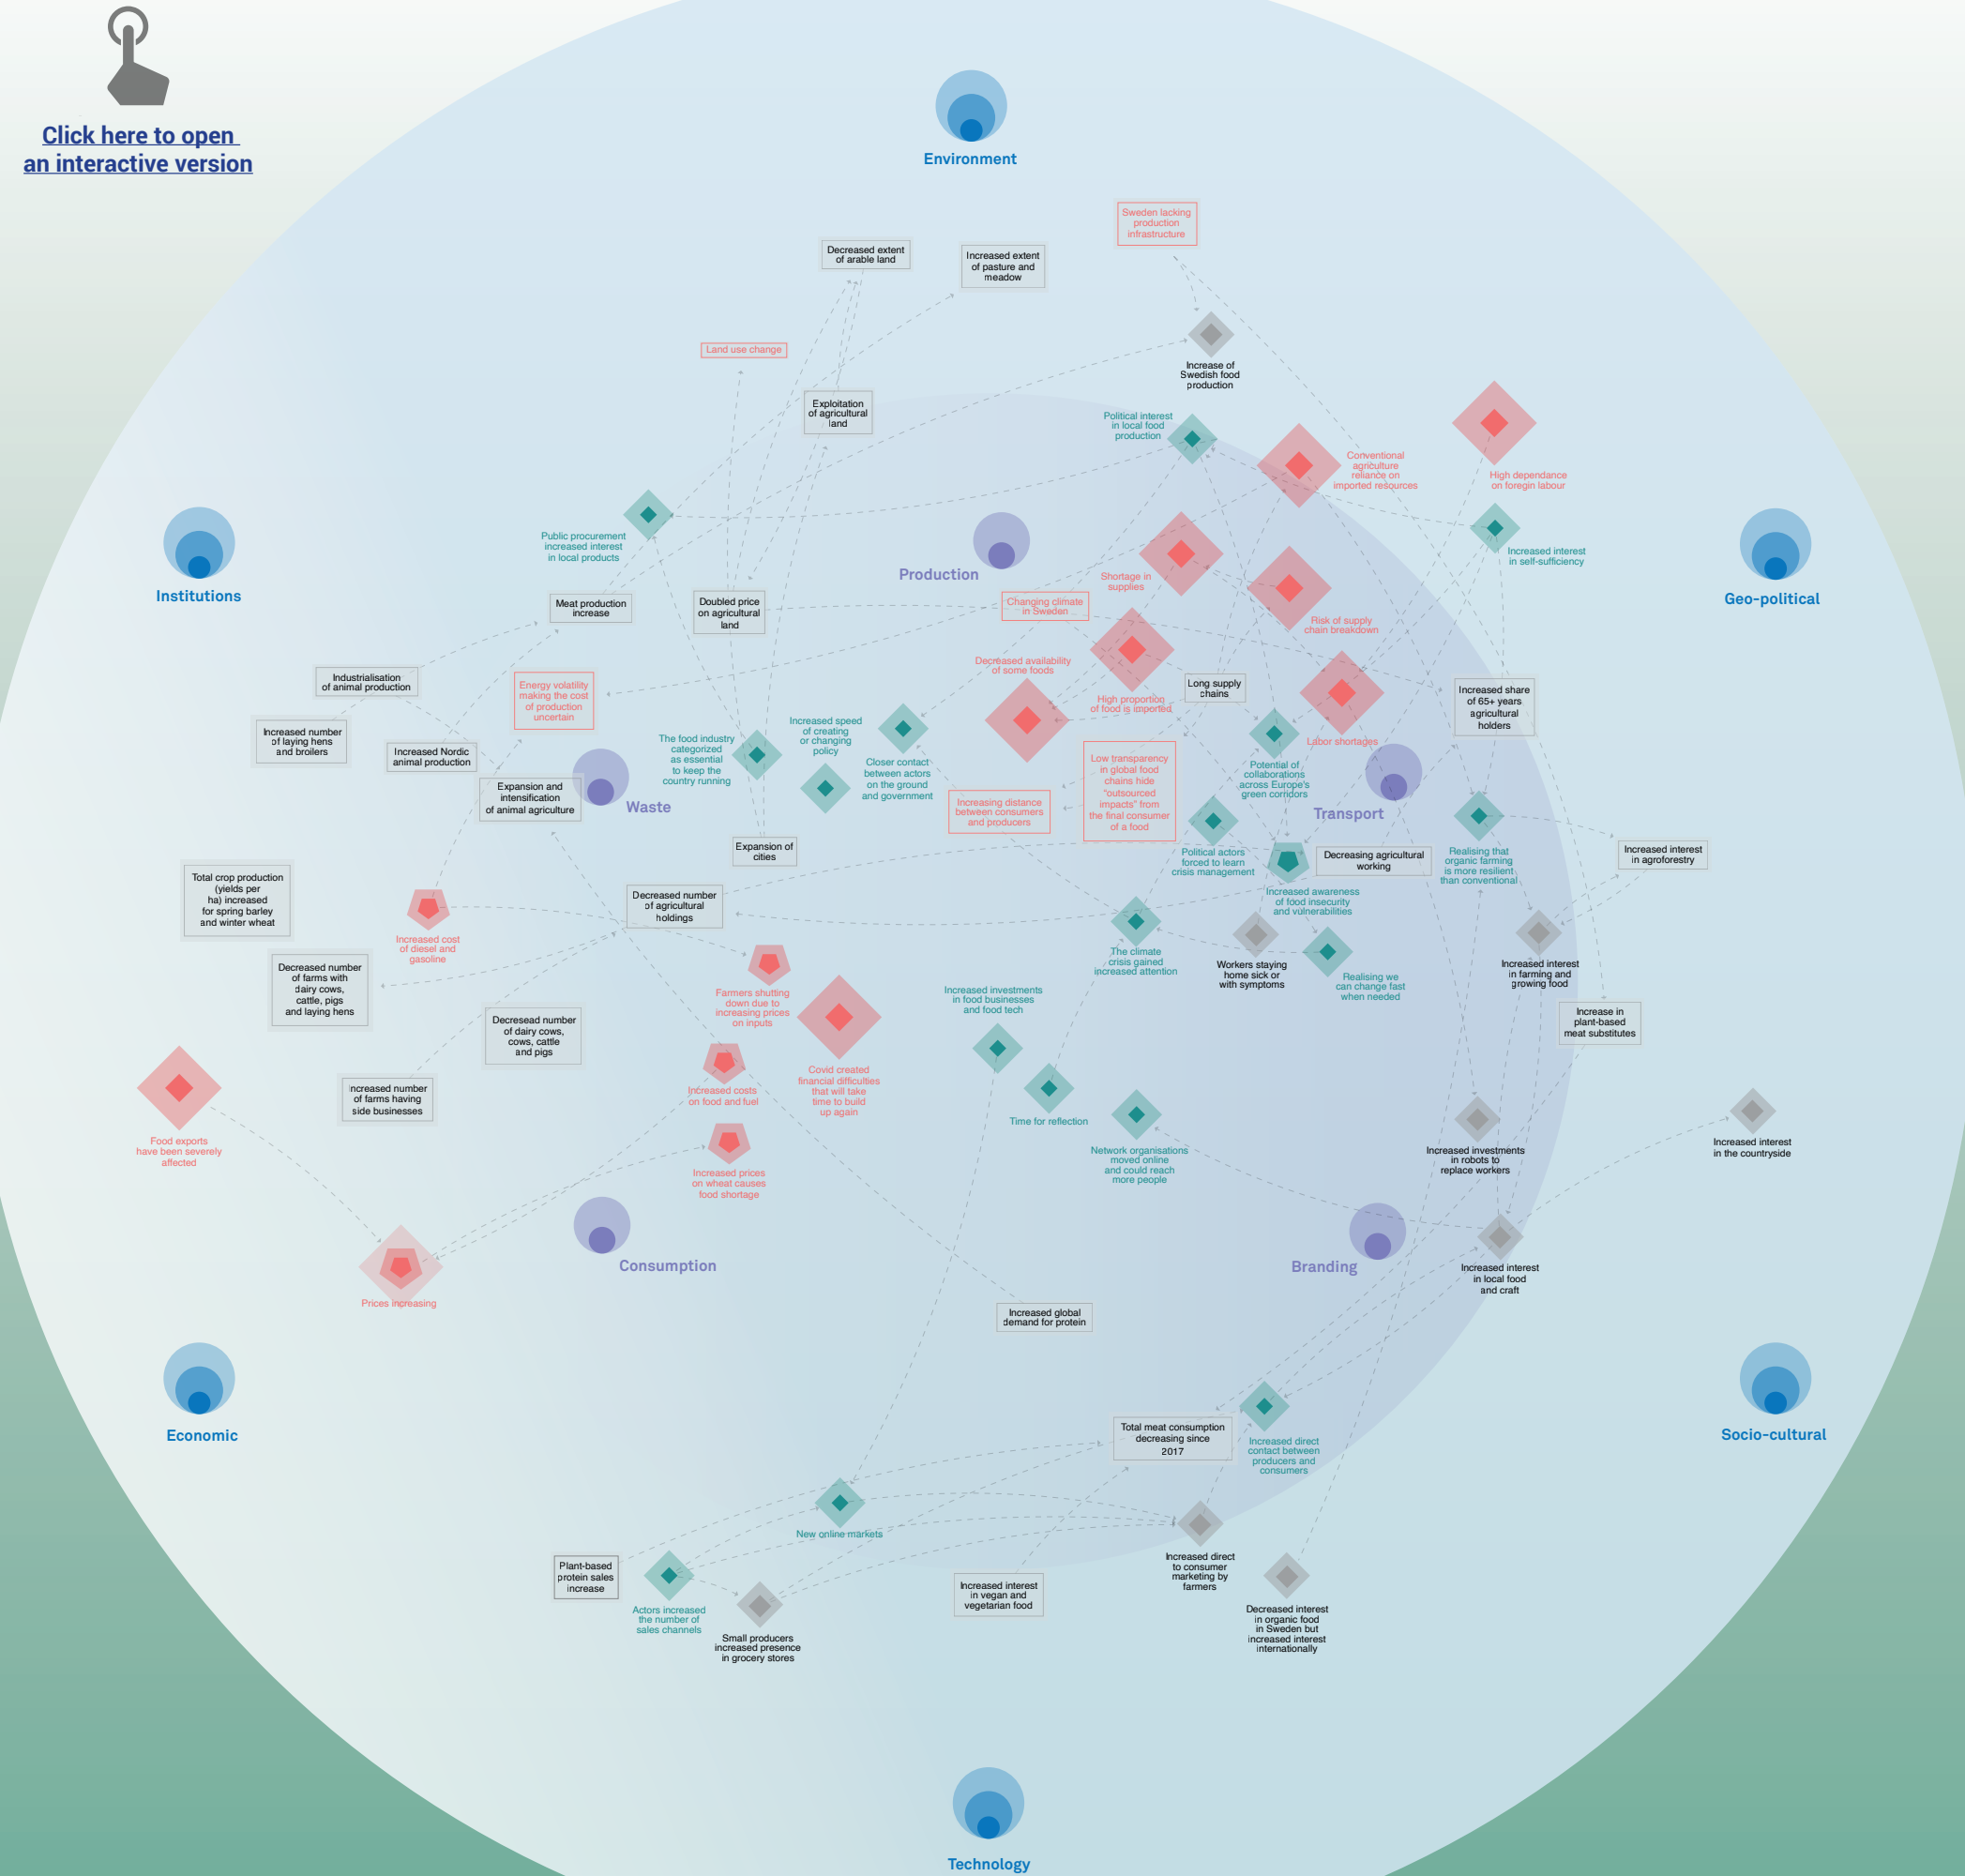 Click here to open
an interactive version
Environment
Sweden lacking
production
infrastructure
Decreased extent
of arable land
Increased extent
of pasture and
meadow
Land use change
Increase of
Swedish food
production
Exploitation
of agricultural
land
Political interest
in local food
production
Conventional
agriculture
reliance on
imported resources
High dependance
on foregin labour
Public procurement
increased interest
in local products
Increased interest
in self-sufficiency
Institutions
Production
Geo-political
Shortage in
supplies
Meat production
increase
Doubled price
on agricultural
land
Changing climate
in Sweden
Risk of supply
chain breakdown
Industrialisation
of animal production
Energy volatility
making the cost
of production
uncertain
Decreased availability
of some foods
High proportion
of food is imported
Long supply
chains
Increased share
of 65+ years
agricultural
holders
Increased number
of laying hens
and broilers
Increased Nordic
animal production
The food industry
categorized
as essential
to keep the
country running
Increased speed
of creating
or changing
policy
Closer contact
between actors
on the ground
and government
Labor shortages
Low transparency
in global food
chains hide
"outsourced
impacts" from
the final consumer
of a food
Potential of
collaborations
across Europe's
green corridors
Expansion and
intensification
of animal agriculture
Waste
Increasing distance
between consumers
and producers
Transport
Expansion of
cities
Political actors
forced to learn
crisis management
Decreasing agricultural
working
Realising that
organic farming
is more resilient
than conventional
Increased interest
in agroforestry
Total crop production
(yields per
ha) increased
for spring barley
and winter wheat
Decreased number
of agricultural
holdings
Increased awareness
of food insecurity
and vulnerabilities
Increased cost
of diesel and
gasoline
The climate
crisis gained
increased attention
Workers staying
home sick or
with symptoms
Realising we
can change fast
when needed
Increased interest
in farming and
growing food
Decreased number
of farms with
dairy cows,
cattle, pigs
and laying hens
Farmers shutting
down due to
increasing prices
on inputs
Increased investments
in food businesses
and food tech
Decresead number
of dairy cows,
cows, cattle
and pigs
Increase in
plant-based
meat substitutes
Increased number
of farms having
side businesses
Increased costs
on food and fuel
Covid created
financial difficulties
that will take
time to build
up again
Time for reflection
Food exports
have been severely
affected
Network organisations
moved online
and could reach
more people
Increased investments
in robots to
replace workers
Increased interest
in the countryside
Increased prices
on wheat causes
food shortage
Consumption
Branding
Increased interest
in local food
and craft
Prices increasing
Increased global
demand for protein
Economic
Socio-cultural
Total meat consumption
decreasing since
2017
Increased direct
contact between
producers and
consumers
New online markets
Plant-based
protein sales
increase
Increased direct
to consumer
marketing by
farmers
Actors increased
the number of
sales channels
Increased interest
in vegan and
vegetarian food
Small producers
increased presence
in grocery stores
Decreased interest
in organic food
in Sweden but
increased interest
internationally
Technology